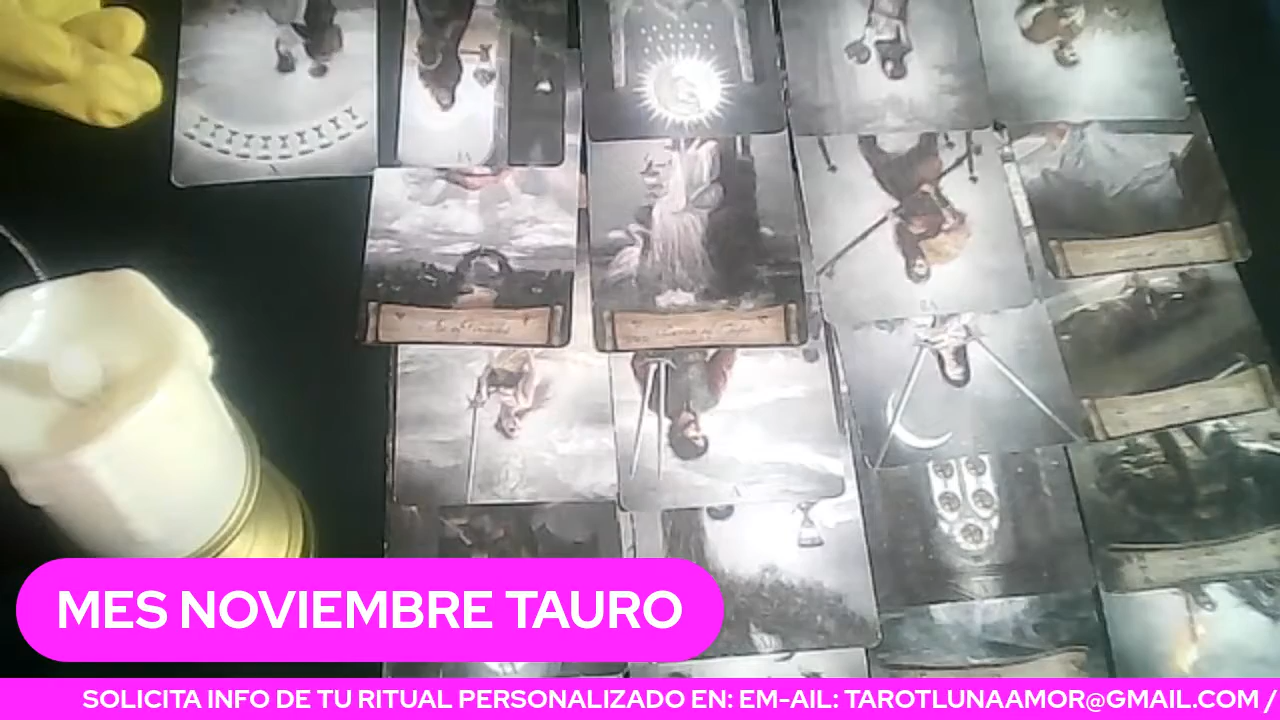 MES NOVIEMBRE TAURO
SOLICITA INFO DE TU RITUAL PERSONALIZADO EN: EM-AIL: TAROTLUNAAMOR@GMAIL.COM /